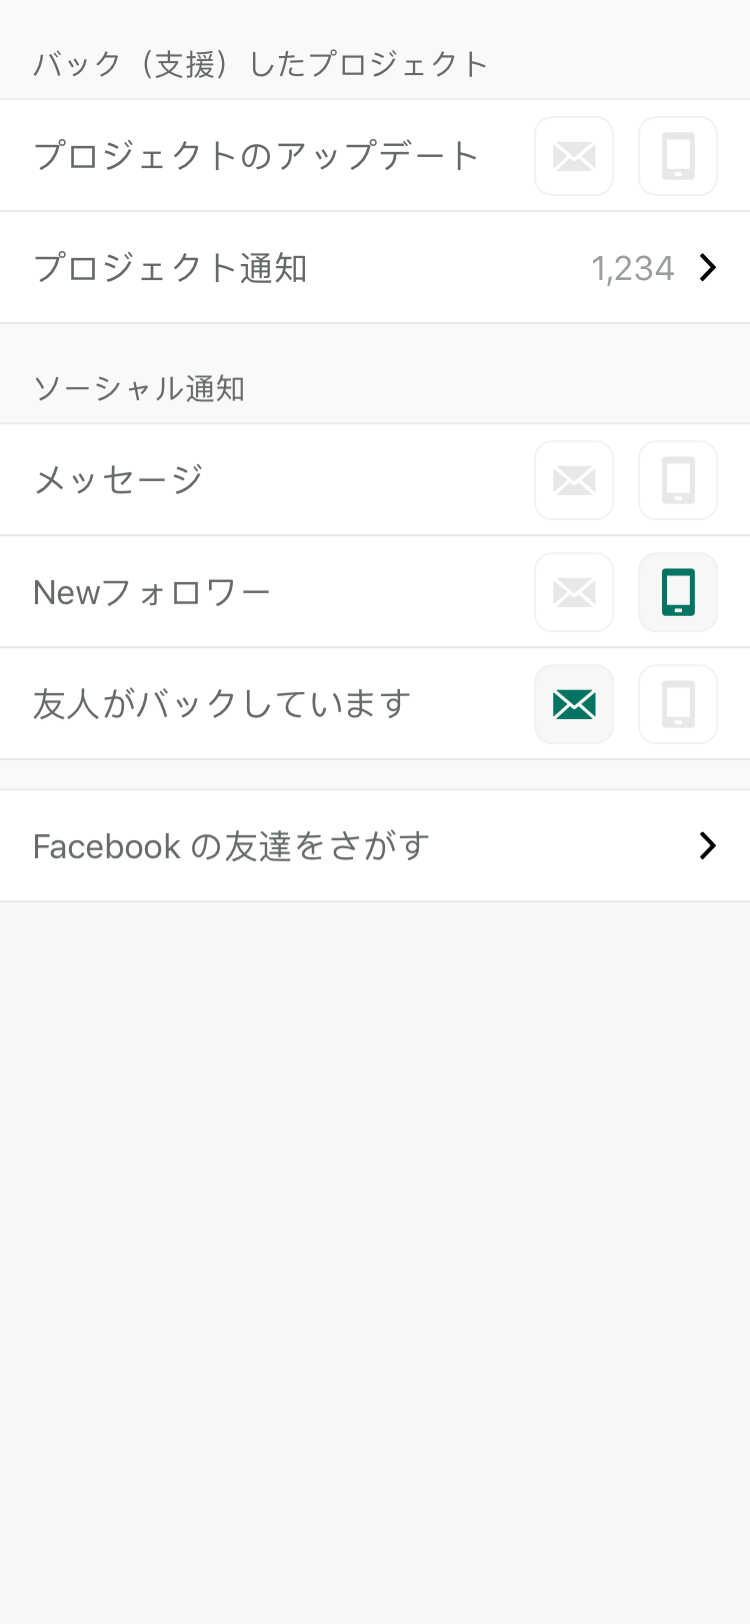 バック（支援）したプロジェクト
プロジェクトのアップデート
プロジェクト通知 1,234
ソーシャル通知
メッセージ
Newフォロワー
友人がバックしています
Facebook の友達をさがす